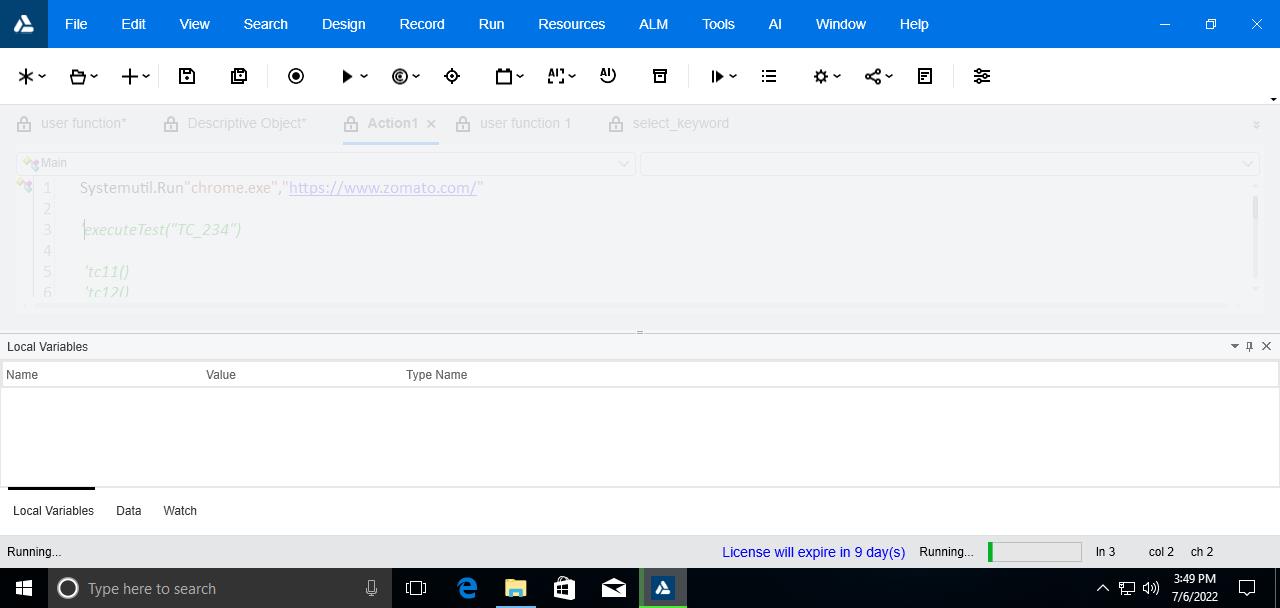 File Edit View Search Design Record Run Resources ALM Tools AI Window Help
AI AI
user function* Descriptive Object* Action1 user function 1 select_keyword
Main
1 Systemutil.Run"chrome.exe","https://www.zomato.com/"
2
3 'executeTest("TC_234")
4
5 'tc11()
6 'tc12()
Local Variables
Name Value Type Name
Local Variables Data Watch
Running... License will expire in 9 day(s) Running... ln 3 col 2 ch 2
Type here to search
3:49 PM
7/6/2022